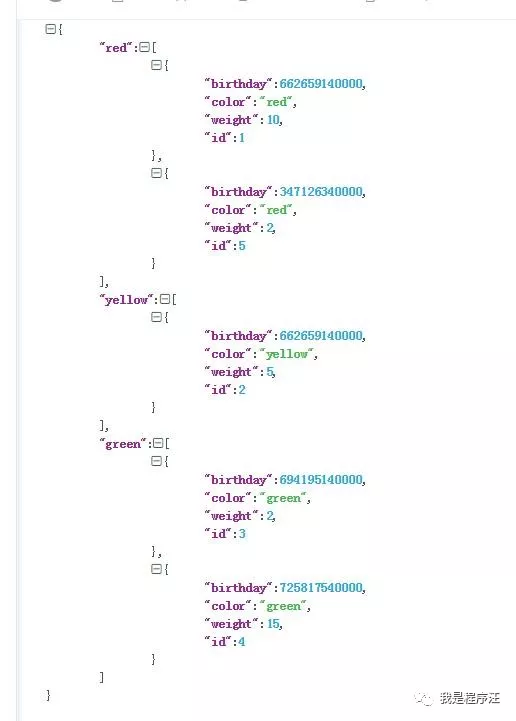 {
"red":[
{
"birthday":662659140000,
"color":"red",
"weight":10,
"id":1
},
{
"birthday":347126340000,
"color":"red",
"weight":2,
"id":5
}
],
"yellow":[
{
"birthday":662659140000,
"color":"yellow",
"weight":5,
"id":2
}
],
"green":[
{
"birthday":694195140000,
"color":"green",
"weight":2,
"id":3
},
{
"birthday":725817540000,
"color":"green",
"weight":15,
"id":4
}
]
}
我是程序汪